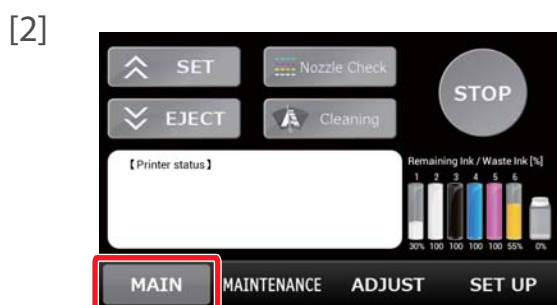 [2]
SET
Nozzle Check
STOP
EJECT
Cleaning
【Printer status】
Remaining Ink / Waste Ink [%]
1 2 3 4 5 6
30% 100 100 100 100 55% 0%
MAIN MAINTENANCE ADJUST SET UP